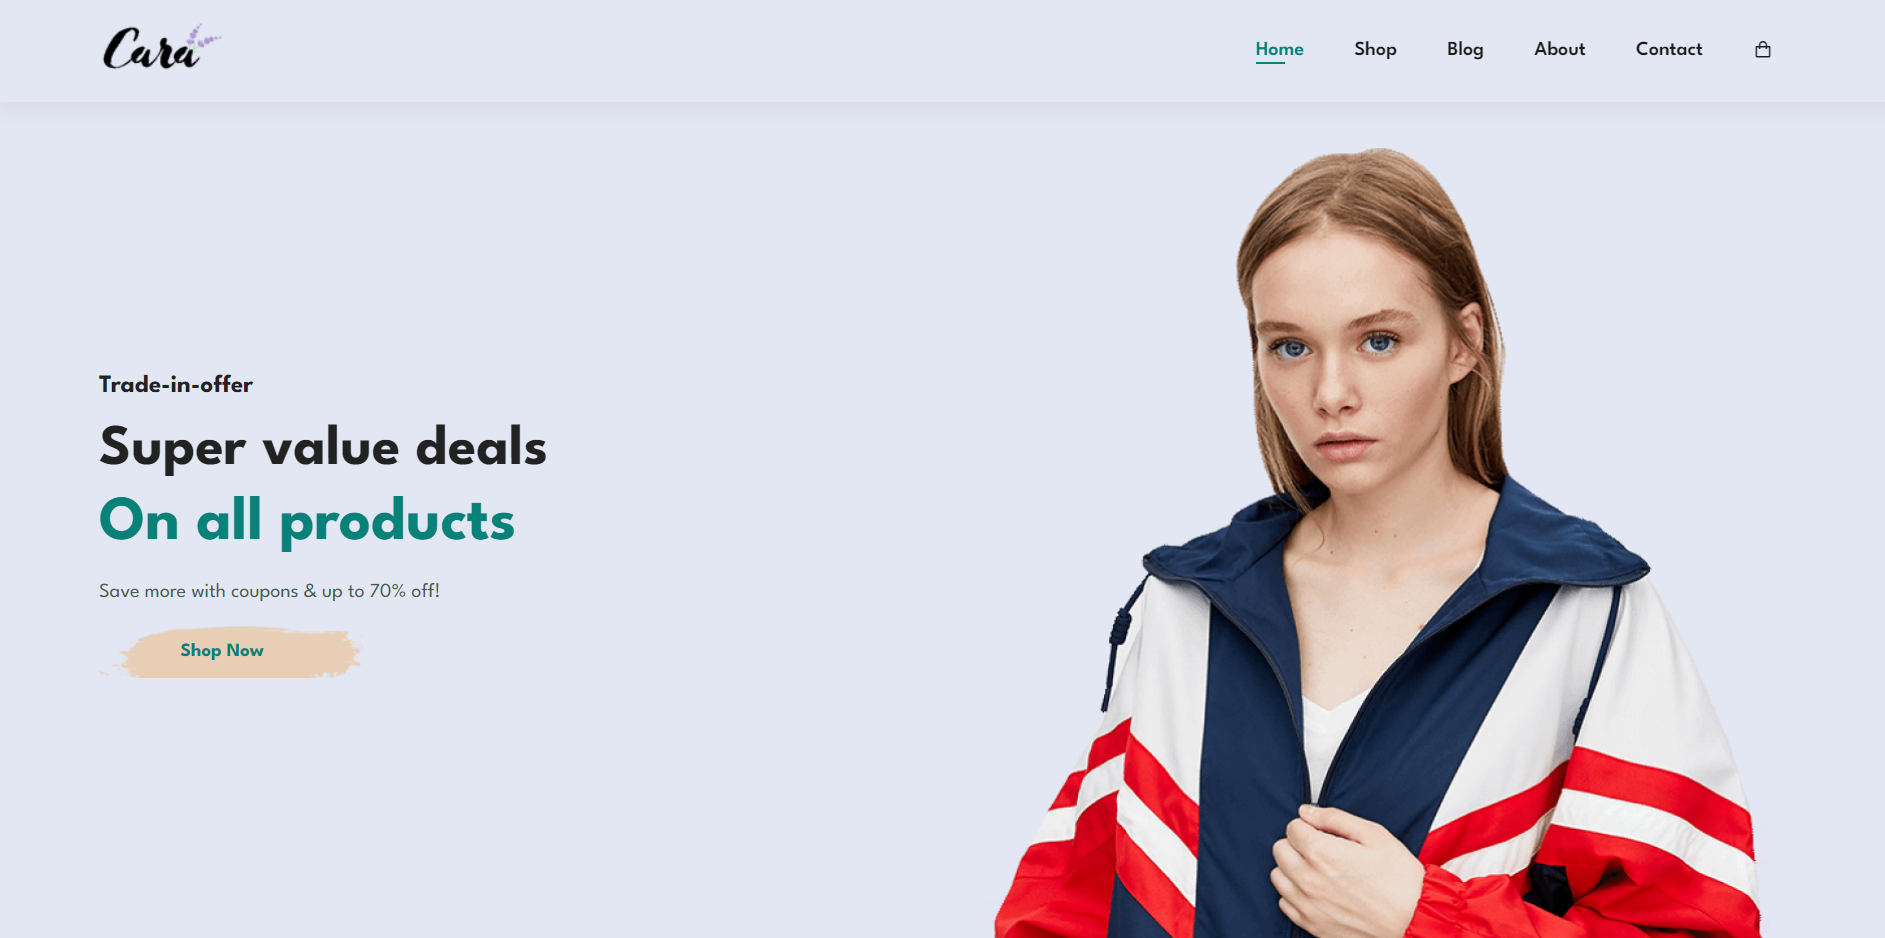 Cara
Home Shop Blog About Contact
Trade-in-offer
Super value deals
On all products
Save more with coupons & up to 70% off!
Shop Now